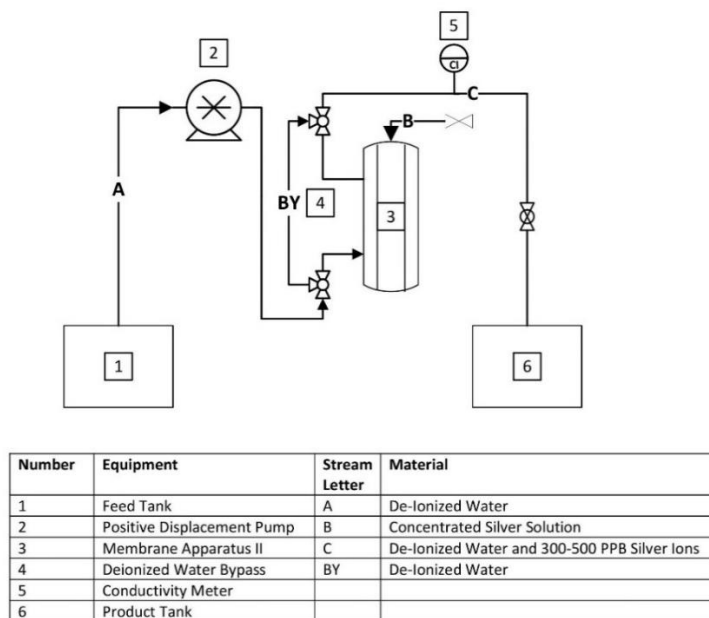 5
2
CI
C
B
A
BY
4
3
1
6
Number Equipment Stream Letter Material
1 Feed Tank A De-Ionized Water
2 Positive Displacement Pump B Concentrated Silver Solution
3 Membrane Apparatus II C De-Ionized Water and 300-500 PPB Silver Ions
4 Deionized Water Bypass BY De-Ionized Water
5 Conductivity Meter
6 Product Tank